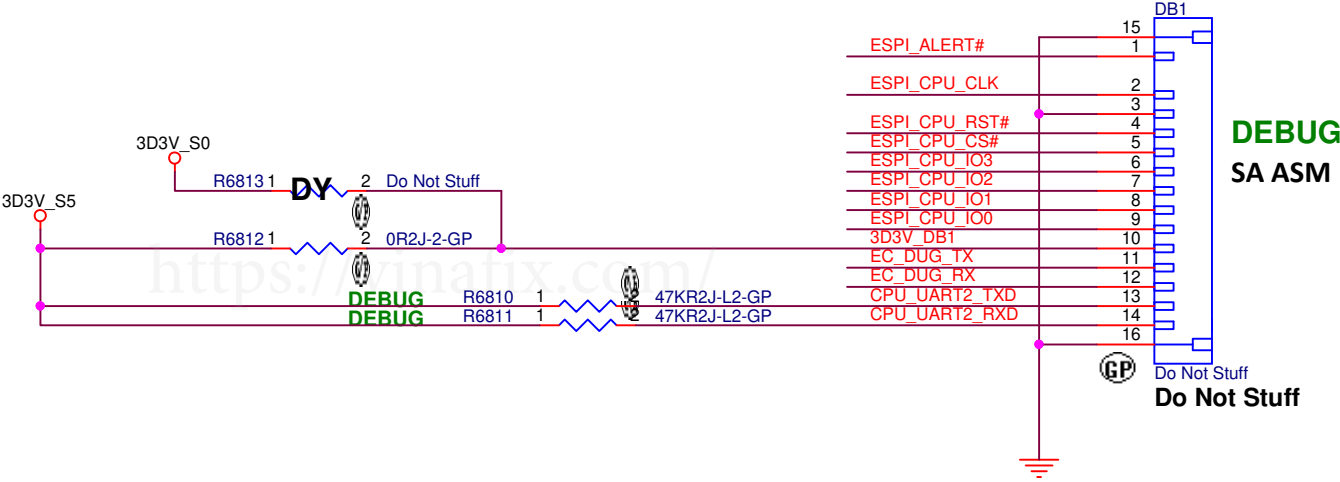 DB1
15
ESPI_ALERT# 1
ESPI_CPU_CLK 2
3
ESPI_CPU_RST# 4
DEBUG
3D3V_S0
ESPI_CPU_CS# 5
ESPI_CPU_IO3 6
SA ASM
R6813 1 DY 2 Do Not Stuff
ESPI_CPU_IO2 7
3D3V_S5
ESPI_CPU_IO1 8
ESPI_CPU_IO0 9
R6812 1 2 0R2J-2-GP
3D3V_DB1 10
EC_DUG_TX 11
https://vinafix.com/
EC_DUG_RX 12
DEBUG R6810 1 2 47KR2J-L2-GP CPU_UART2_TXD 13
DEBUG R6811 1 2 47KR2J-L2-GP CPU_UART2_RXD 14
16
GP
Do Not Stuff
Do Not Stuff